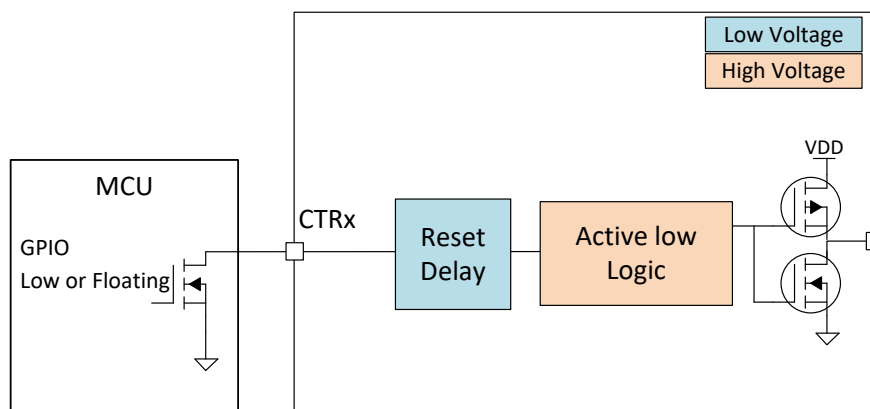 Low Voltage
High Voltage
VDD
MCU
CTRx
Reset
Delay
Active low
Logic
GPIO
Low or Floating